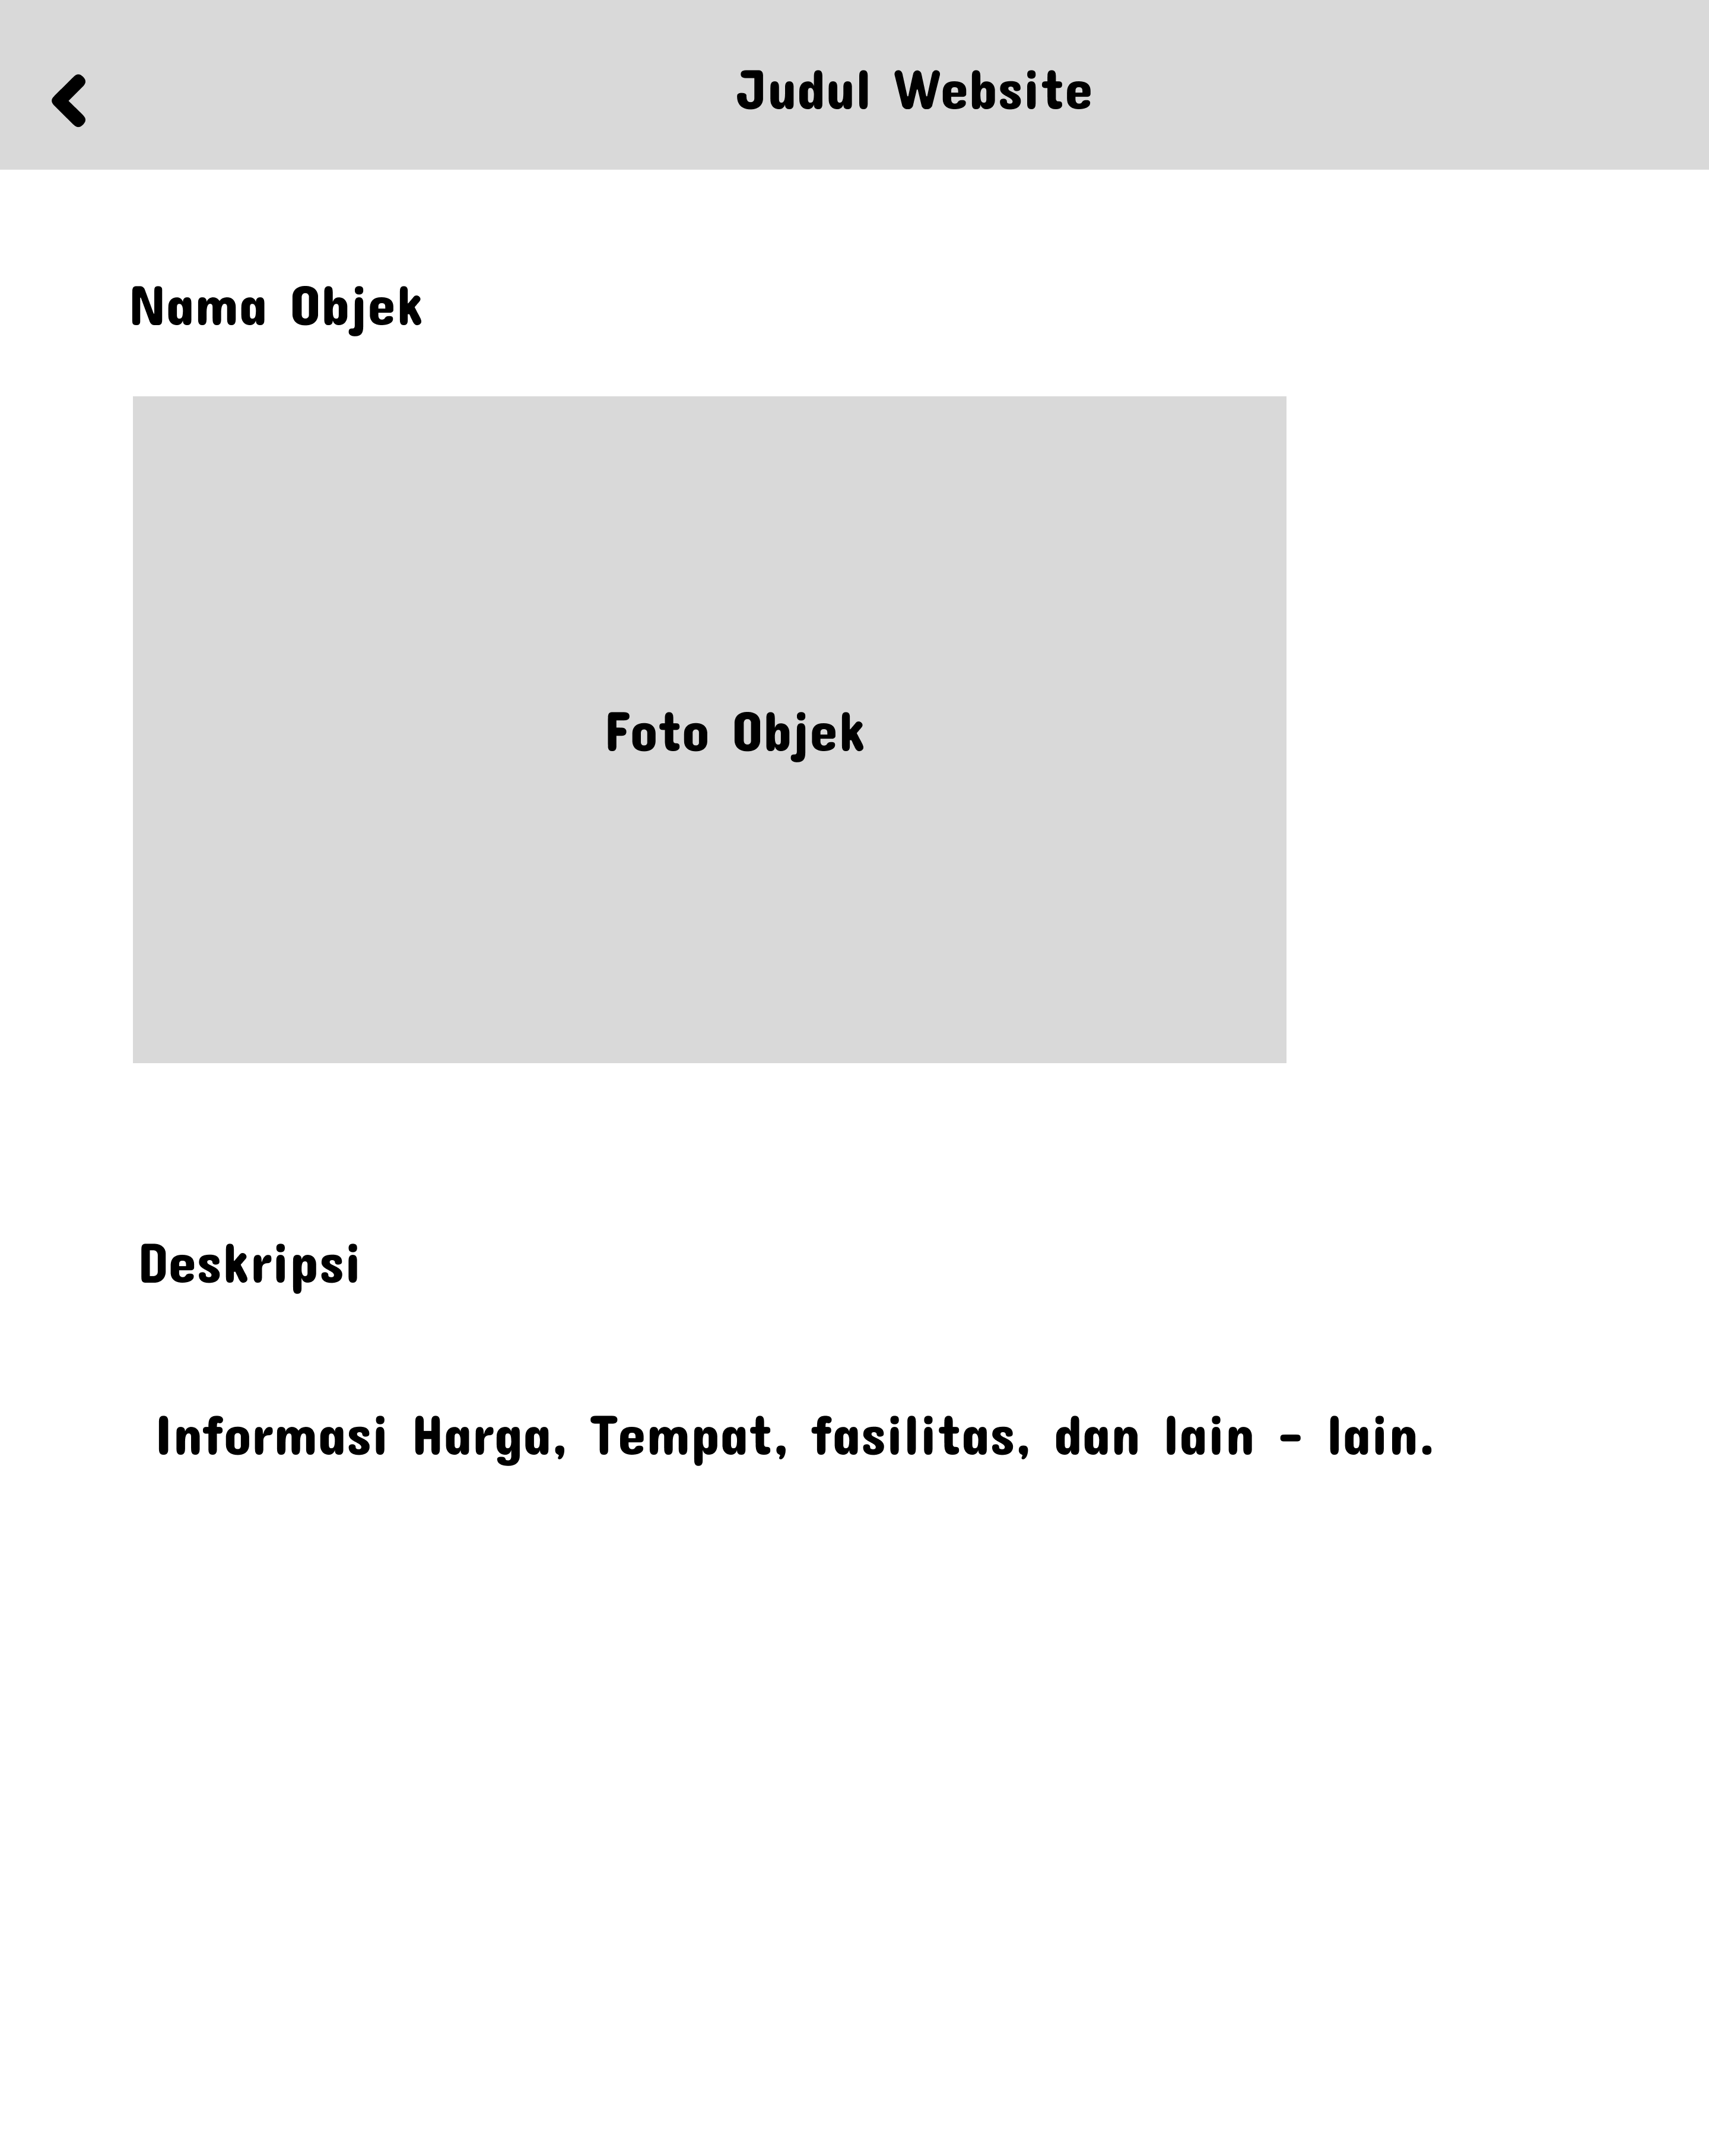 Judul Website
Nama Objek
Foto Objek
Deskripsi
Informasi Harga, Tempat, fasilitas, dan lain - lain.